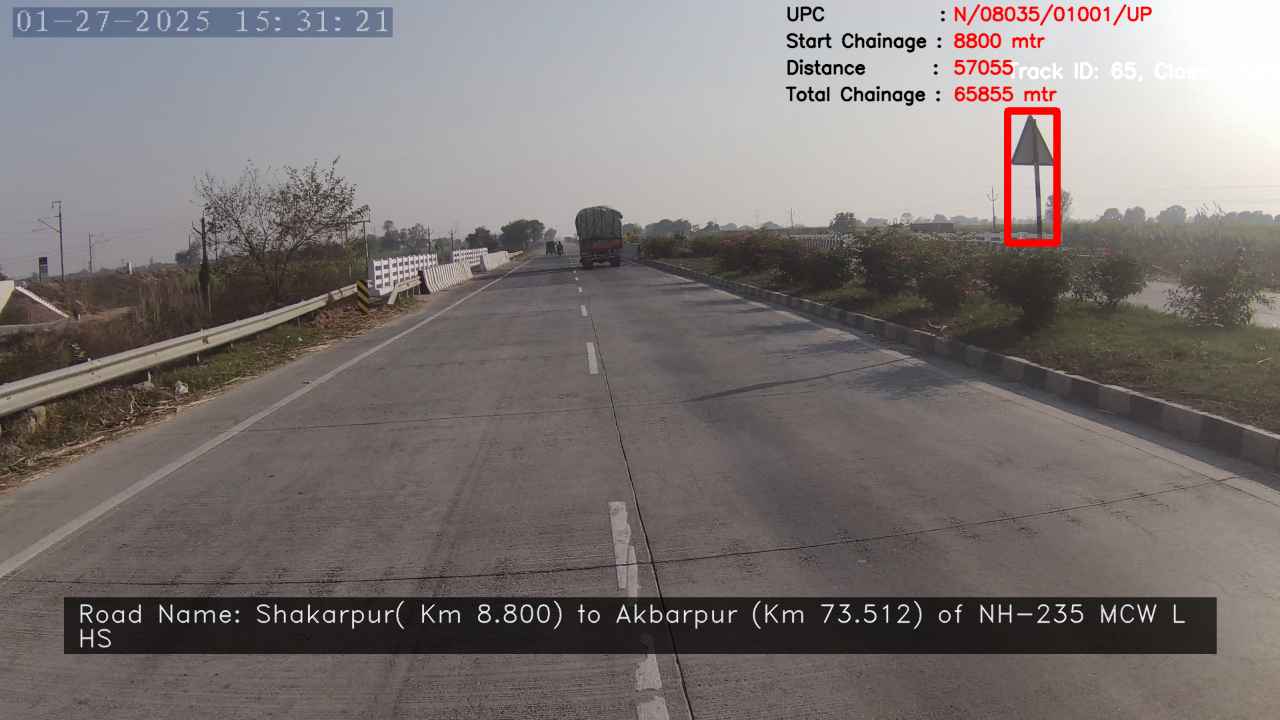 01-27-2025 15:31:21
UPC : N/08035/01001/UP
Start Chainage : 8800 mtr
Distance : 57055
Track ID: 65,
Total Chainage : 65855 mtr
Road Name: Shakarpur( Km 8.800) to Akbarpur (Km 73.512) of NH-235 MCW L
HS